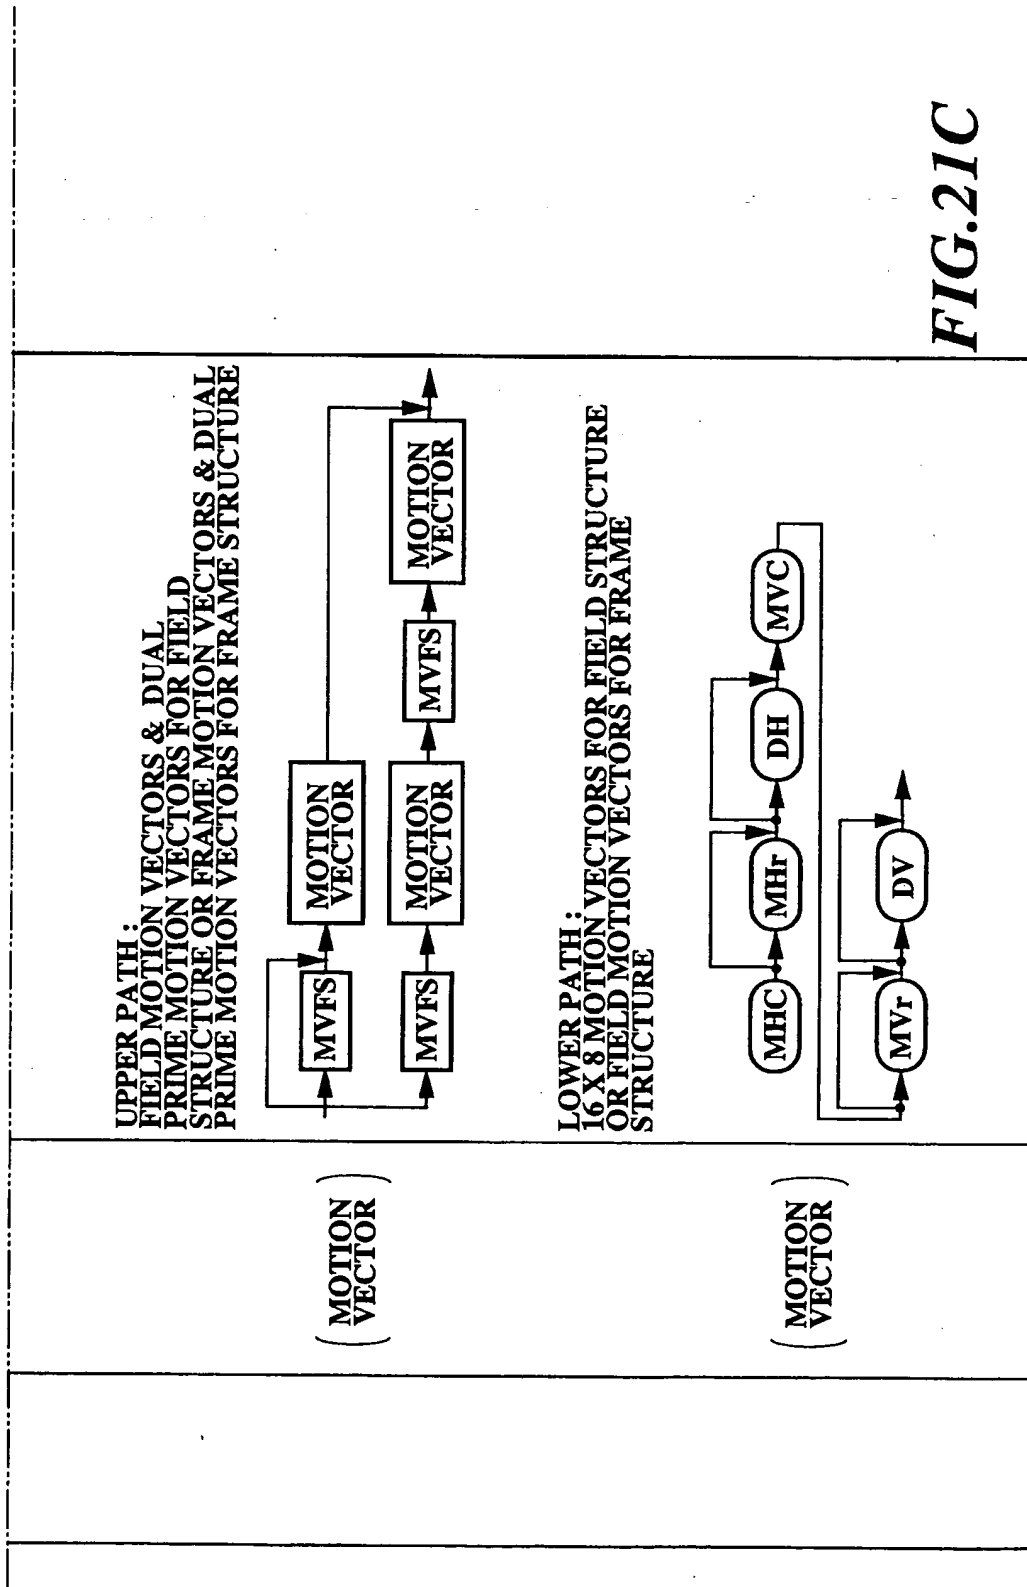 (MOTION
VECTOR)
UPPER PATH :
FIELD MOTION VECTORS & DUAL
PRIME MOTION VECTORS FOR FIELD
STRUCTURE OR FRAME MOTION VECTORS & DUAL
PRIME MOTION VECTORS FOR FRAME STRUCTURE
MVFS
MOTION
VECTOR
MVFS
MOTION
VECTOR
MVFS
MOTION
VECTOR
(MOTION
VECTOR)
LOWER PATH :
16 X 8 MOTION VECTORS FOR FIELD STRUCTURE
OR FIELD MOTION VECTORS FOR FRAME
STRUCTURE
MHC
MHr
DH
MVC
MVr
DV
FIG.21C